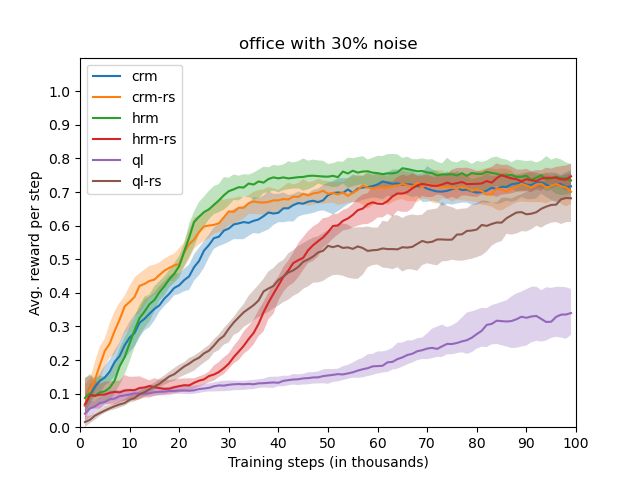 office with 30% noise
1.0
0.9
0.8
0.7
0.6
0.5
0.4
0.3
0.2
0.1
0.0
Avg. reward per step
crm
crm-rs
hrm
hrm-rs
ql
ql-rs
0 10 20 30 40 50 60 70 80 90 100
Training steps (in thousands)